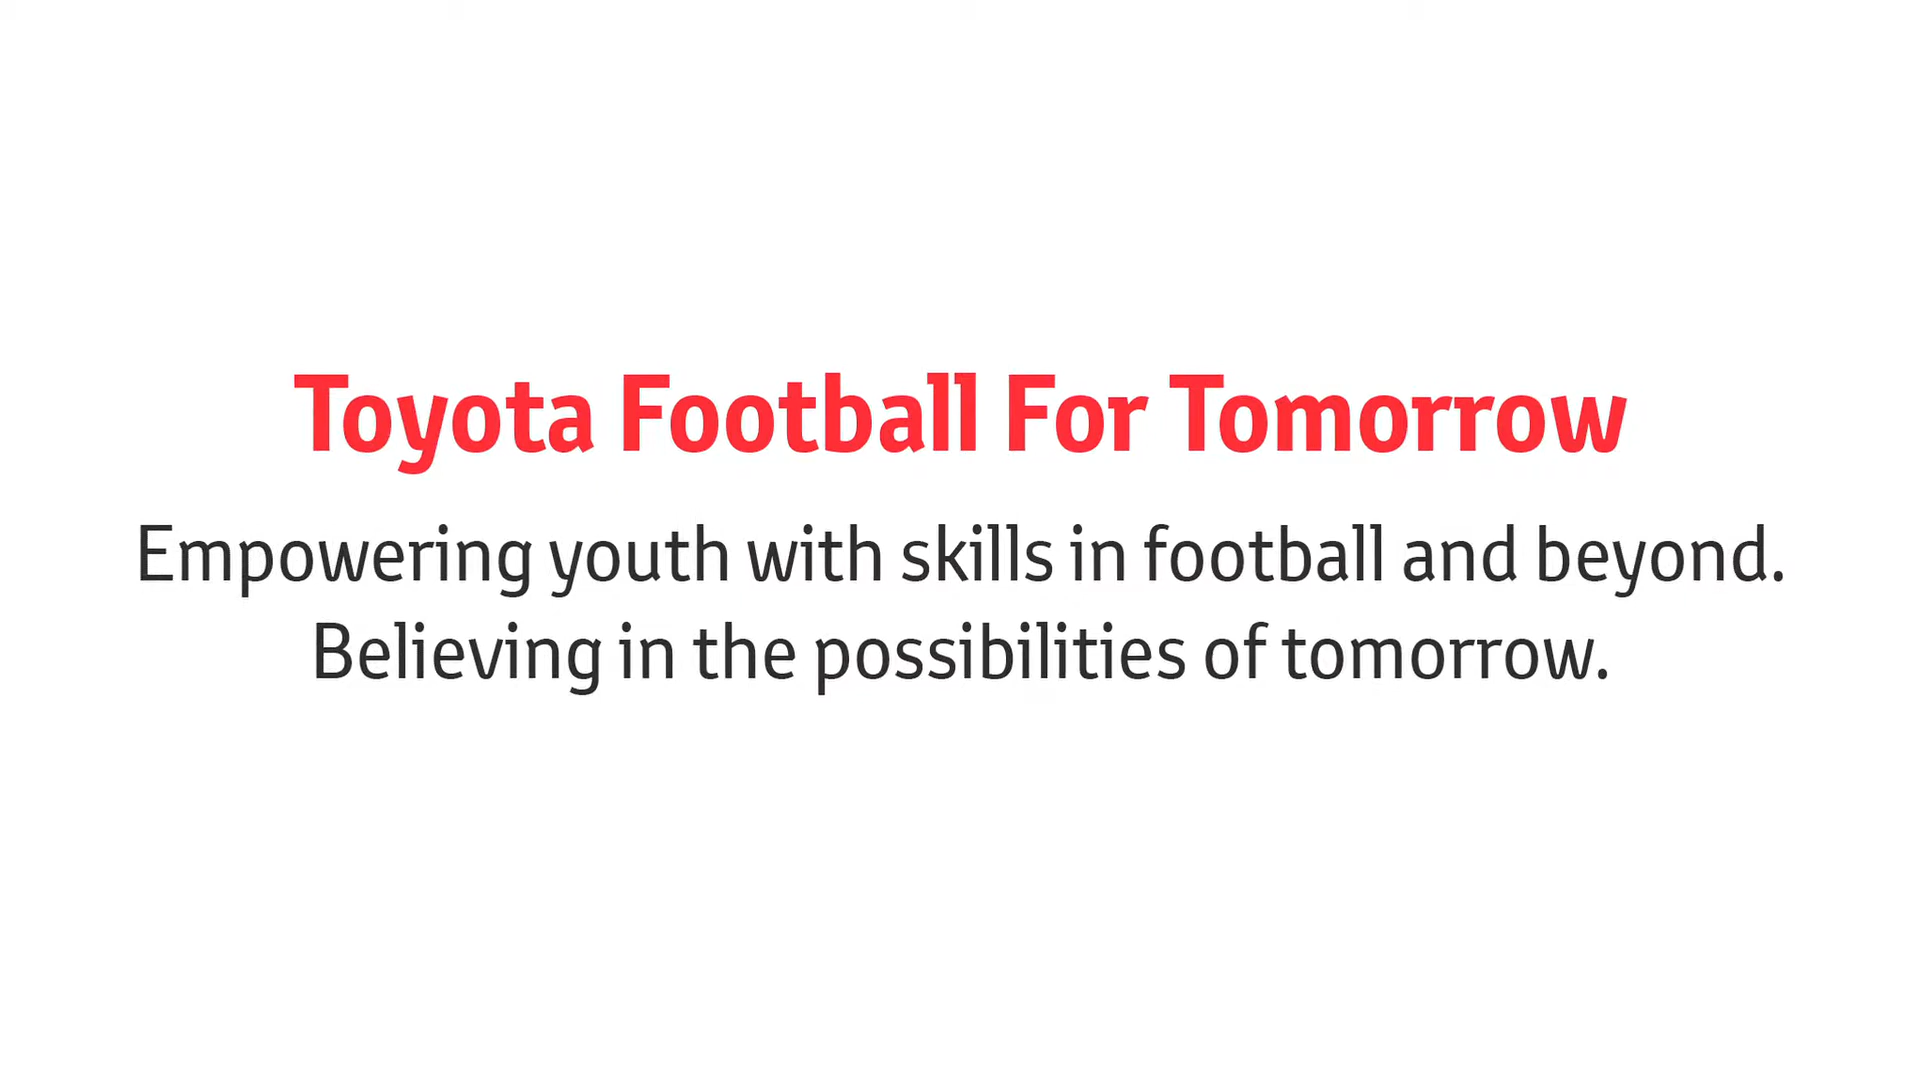 Toyota Football For Tomorrow
Empowering youth with skills in football and beyond.
Believing in the possibilities of tomorrow.